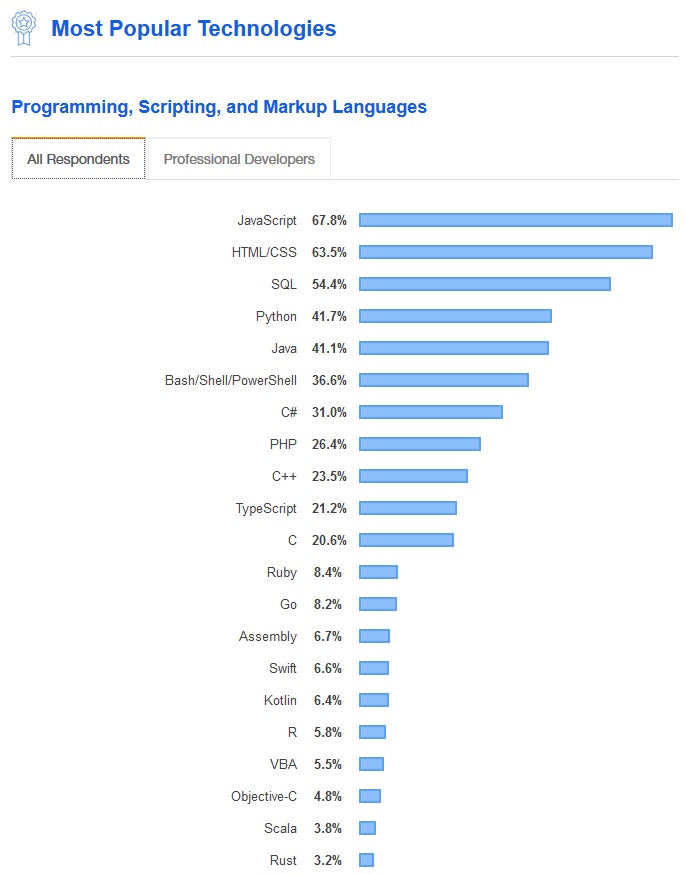 Most Popular Technologies
Programming, Scripting, and Markup Languages
All Respondents Professional Developers
JavaScript 67.8%
HTML/CSS 63.5%
SQL 54.4%
Python 41.7%
Java 41.1%
Bash/Shell/PowerShell 36.6%
C# 31.0%
PHP 26.4%
C++ 23.5%
TypeScript 21.2%
C 20.6%
Ruby 8.4%
Go 8.2%
Assembly 6.7%
Swift 6.6%
Kotlin 6.4%
R 5.8%
VBA 5.5%
Objective-C 4.8%
Scala 3.8%
Rust 3.2%